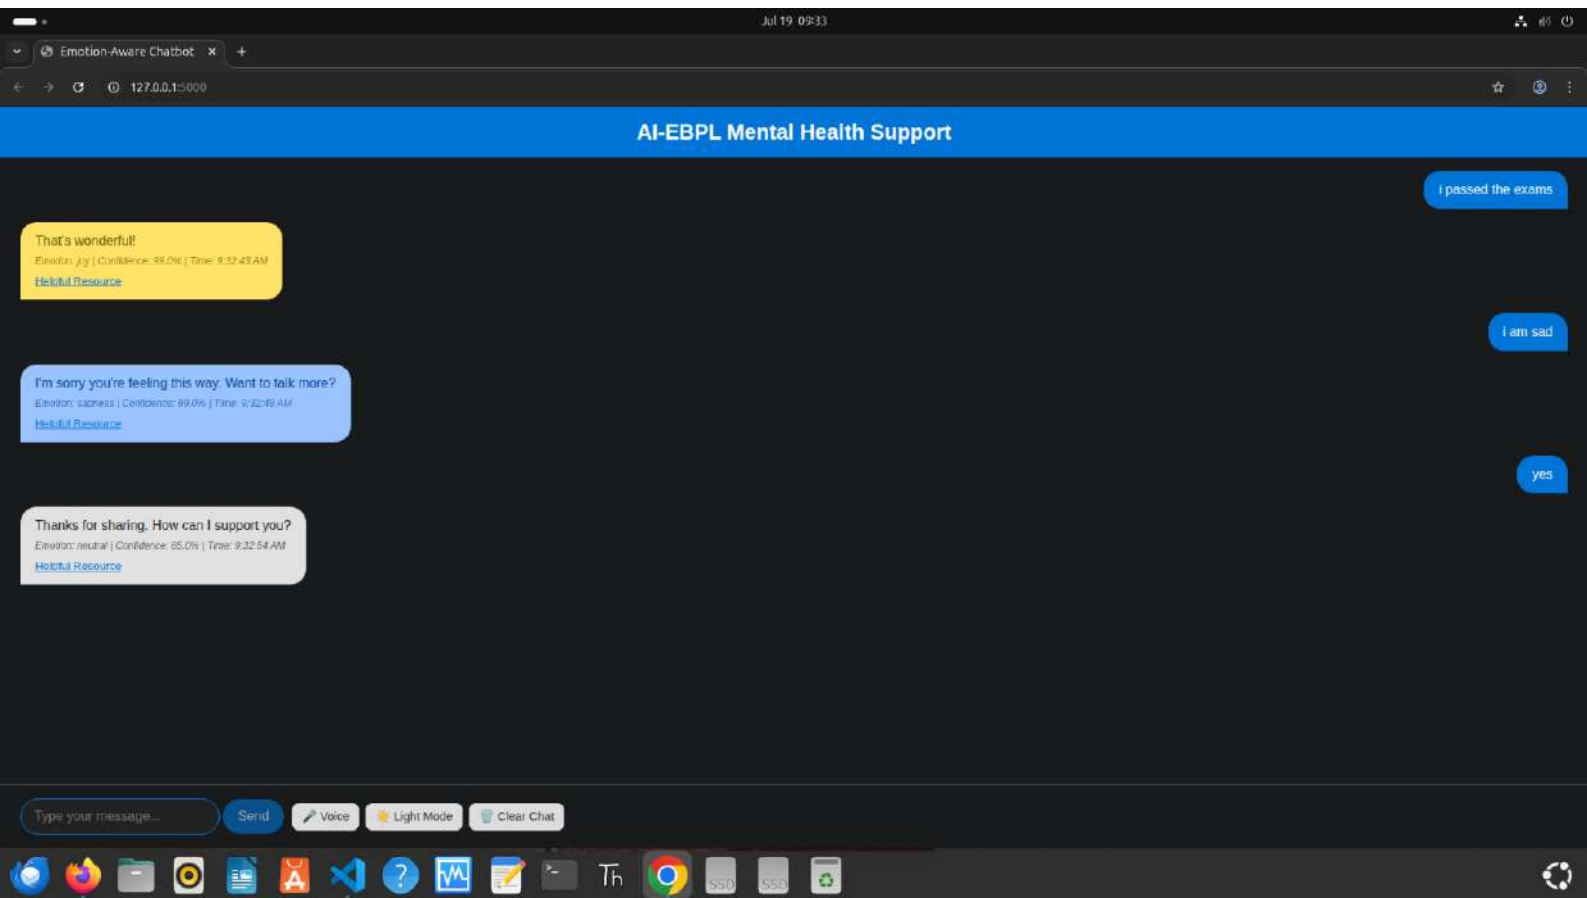 Jul 19 09:33
Emotion-Aware Chatbot
127.0.0.1:5000
AI-EBPL Mental Health Support
i passed the exams
That's wonderful!
Emotion: joy | Confidence: 99.0% | Time: 9:32:43 AM
Helpful Resource
i am sad
I'm sorry you're feeling this way. Want to talk more?
Emotion: sadness | Confidence: 99.0% | Time: 9:32:49 AM
Helpful Resource
yes
Thanks for sharing. How can I support you?
Emotion: neutral | Confidence: 85.0% | Time: 9:32:54 AM
Helpful Resource
Type your message...
Send
Voice
Light Mode
Clear Chat
Th
SSD
SSD